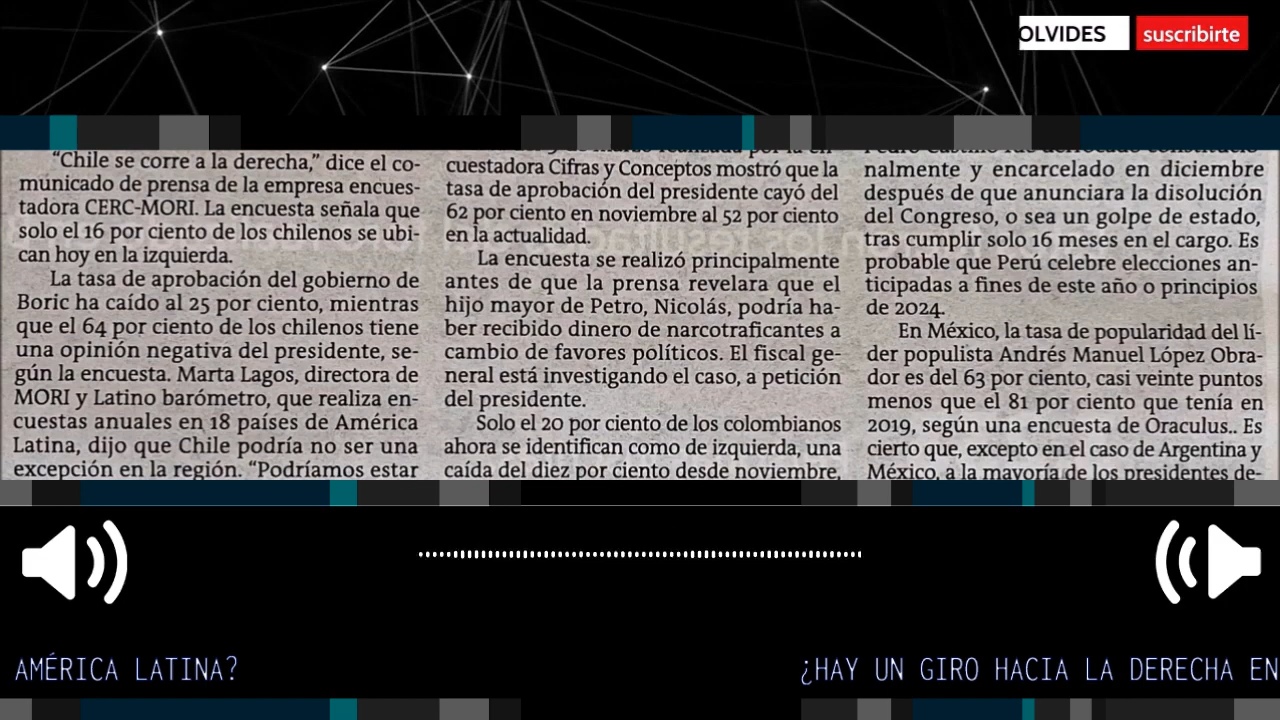 OLVIDES
suscribirte
“Chile se corre a la derecha,” dice el co-
municado de prensa de la empresa encues-
tadora CERC-MORI. La encuesta señala que
solo el 16 por ciento de los chilenos se ubi-
can hoy en la izquierda.
La tasa de aprobación del gobierno de
Boric ha caído al 25 por ciento, mientras
que el 64 por ciento de los chilenos tiene
una opinión negativa del presidente, se-
gún la encuesta. Marta Lagos, directora de
MORI y Latino barómetro, que realiza en-
cuestas anuales en 18 países de América
Latina, dijo que Chile podría no ser una
excepción en la región. “Podríamos estar
por la en-
cuestadora Cifras y Conceptos mostró que la
tasa de aprobación del presidente cayó del
62 por ciento en noviembre al 52 por ciento
en la actualidad.
La encuesta se realizó principalmente
antes de que la prensa revelara que el
hijo mayor de Petro, Nicolás, podría ha-
ber recibido dinero de narcotraficantes a
cambio de favores políticos. El fiscal ge-
neral está investigando el caso, a petición
del presidente.
Solo el 20 por ciento de los colombianos
ahora se identifican como de izquierda, una
caída del diez por ciento desde noviembre,
Pedro Castillo fue derrocado constitucio-
nalmente y encarcelado en diciembre
después de que anunciara la disolución
del Congreso, o sea un golpe de estado,
tras cumplir solo 16 meses en el cargo. Es
probable que Perú celebre elecciones an-
ticipadas a fines de este año o principios
de 2024.
En México, la tasa de popularidad del lí-
der populista Andrés Manuel López Obra-
dor es del 63 por ciento, casi veinte puntos
menos que el 81 por ciento que tenía en
2019, según una encuesta de Oraculus.. Es
cierto que, excepto en el caso de Argentina y
México, a la mayoría de los presidentes de-
AMÉRICA LATINA?
¿HAY UN GIRO HACIA LA DERECHA EN